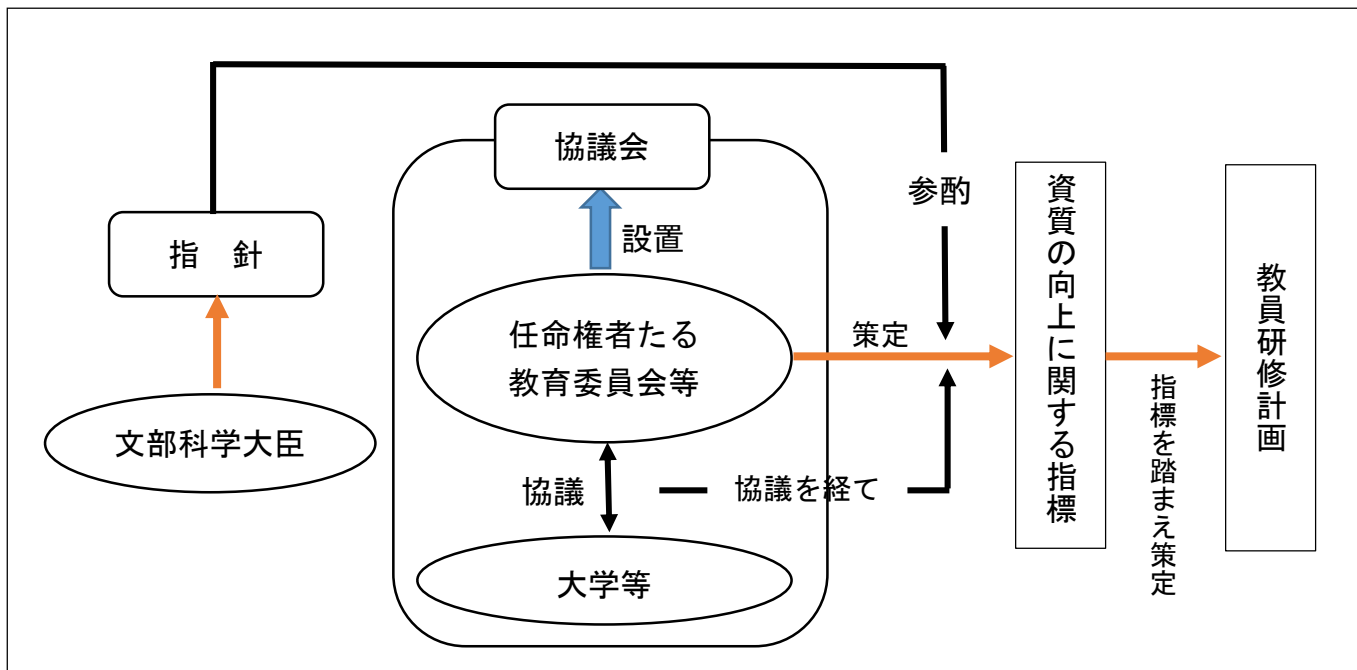 協議会
参酌
指　針
設置
任命権者たる
教育委員会等
策定
文部科学大臣
協議
協議を経て
大学等
資質の向上に関する指標
指標を踏まえ策定
教員研修計画